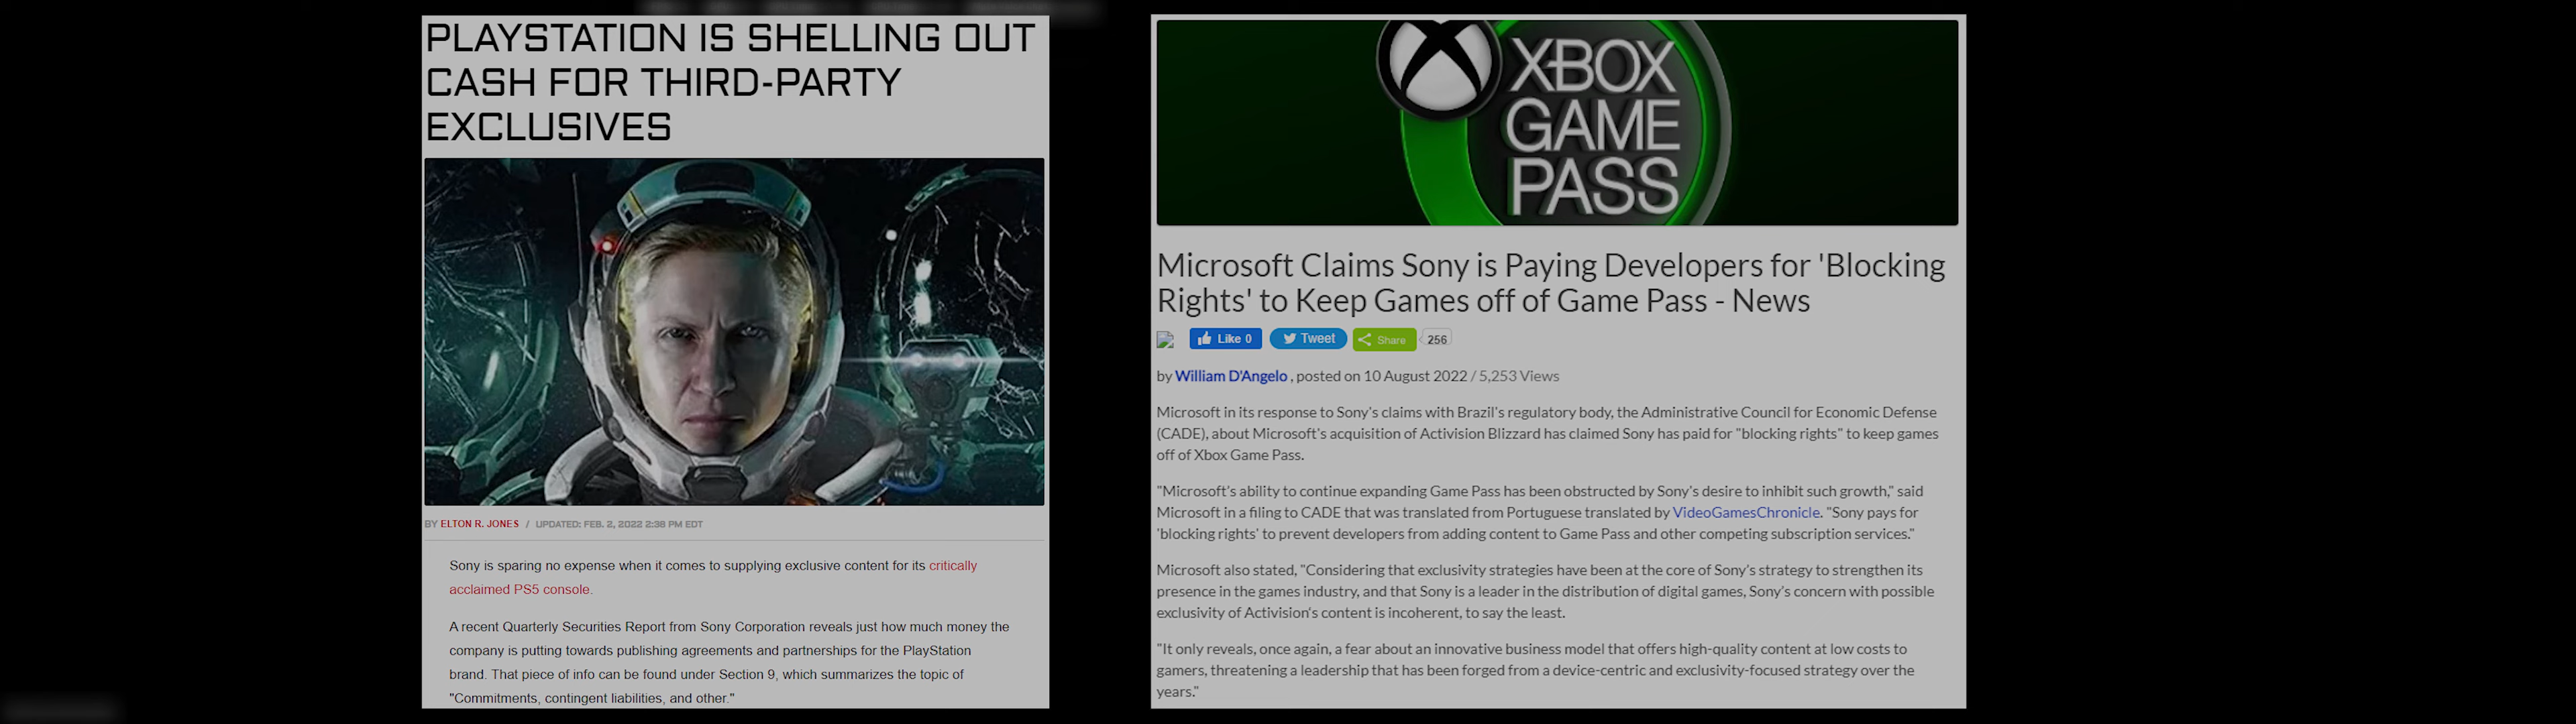 PLAYSTATION IS SHELLING OUT
CASH FOR THIRD-PARTY
EXCLUSIVES
BY ELTON R. JONES / UPDATED: FEB. 2, 2022 2:38 PM EDT
Sony is sparing no expense when it comes to supplying exclusive content for its critically
acclaimed PS5 console.
A recent Quarterly Securities Report from Sony Corporation reveals just how much money the
company is putting towards publishing agreements and partnerships for the PlayStation
brand. That piece of info can be found under Section 9, which summarizes the topic of
"Commitments, contingent liabilities, and other."
XBOX
GAME
PASS
Microsoft Claims Sony is Paying Developers for 'Blocking
Rights' to Keep Games off of Game Pass - News
Like 0 Tweet Share 256
by William D'Angelo , posted on 10 August 2022 / 5,253 Views
Microsoft in its response to Sony's claims with Brazil's regulatory body, the Administrative Council for Economic Defense
(CADE), about Microsoft's acquisition of Activision Blizzard has claimed Sony has paid for "blocking rights" to keep games
off of Xbox Game Pass.
"Microsoft's ability to continue expanding Game Pass has been obstructed by Sony's desire to inhibit such growth," said
Microsoft in a filing to CADE that was translated from Portuguese translated by VideoGamesChronicle. "Sony pays for
'blocking rights' to prevent developers from adding content to Game Pass and other competing subscription services."
Microsoft also stated, "Considering that exclusivity strategies have been at the core of Sony's strategy to strengthen its
presence in the games industry, and that Sony is a leader in the distribution of digital games, Sony's concern with possible
exclusivity of Activision's content is incoherent, to say the least.
"It only reveals, once again, a fear about an innovative business model that offers high-quality content at low costs to
gamers, threatening a leadership that has been forged from a device-centric and exclusivity-focused strategy over the
years."